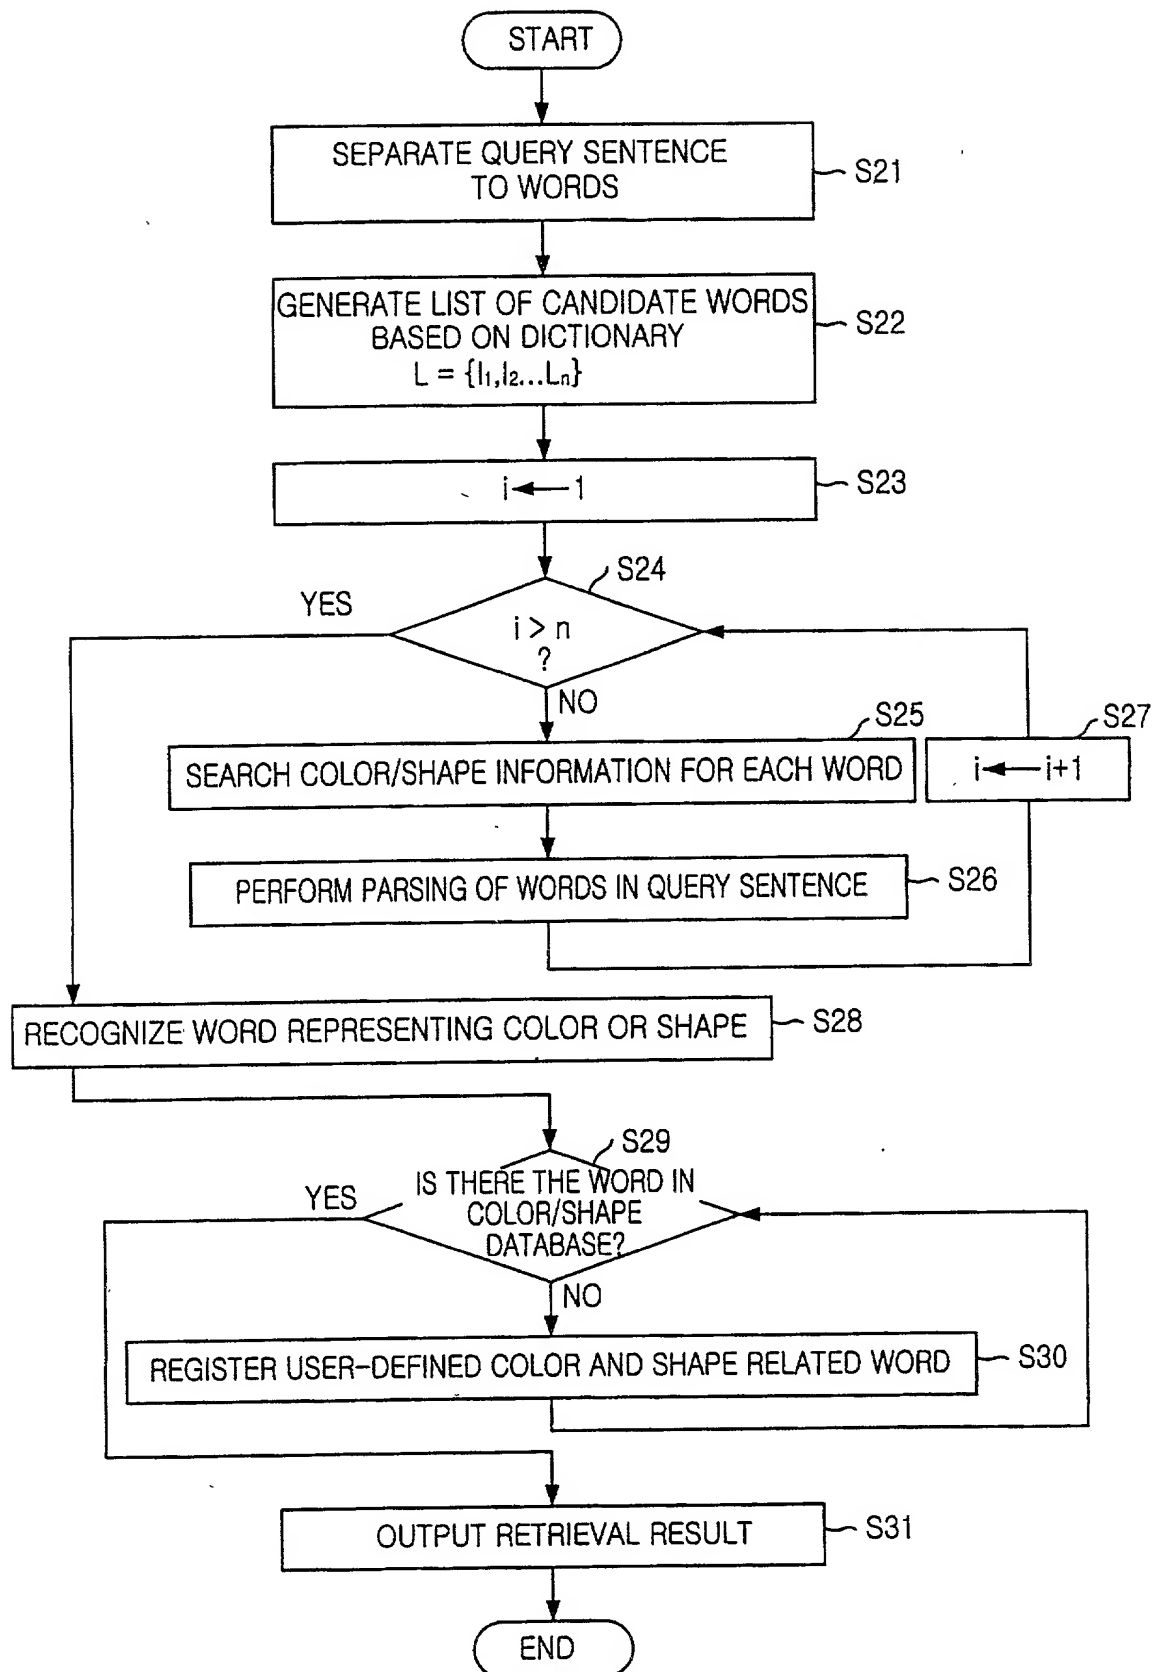 START
SEPARATE QUERY SENTENCE
TO WORDS
S21
GENERATE LIST OF CANDIDATE WORDS
BASED ON DICTIONARY
L = {l₁,l₂...Lₙ}
S22
i←1
S23
S24
YES
i > n
?
NO
S25
S27
SEARCH COLOR/SHAPE INFORMATION FOR EACH WORD
i←i+1
PERFORM PARSING OF WORDS IN QUERY SENTENCE
S26
RECOGNIZE WORD REPRESENTING COLOR OR SHAPE
S28
S29
YES
IS THERE THE WORD IN
COLOR/SHAPE
DATABASE?
NO
REGISTER USER-DEFINED COLOR AND SHAPE RELATED WORD
S30
OUTPUT RETRIEVAL RESULT
S31
END